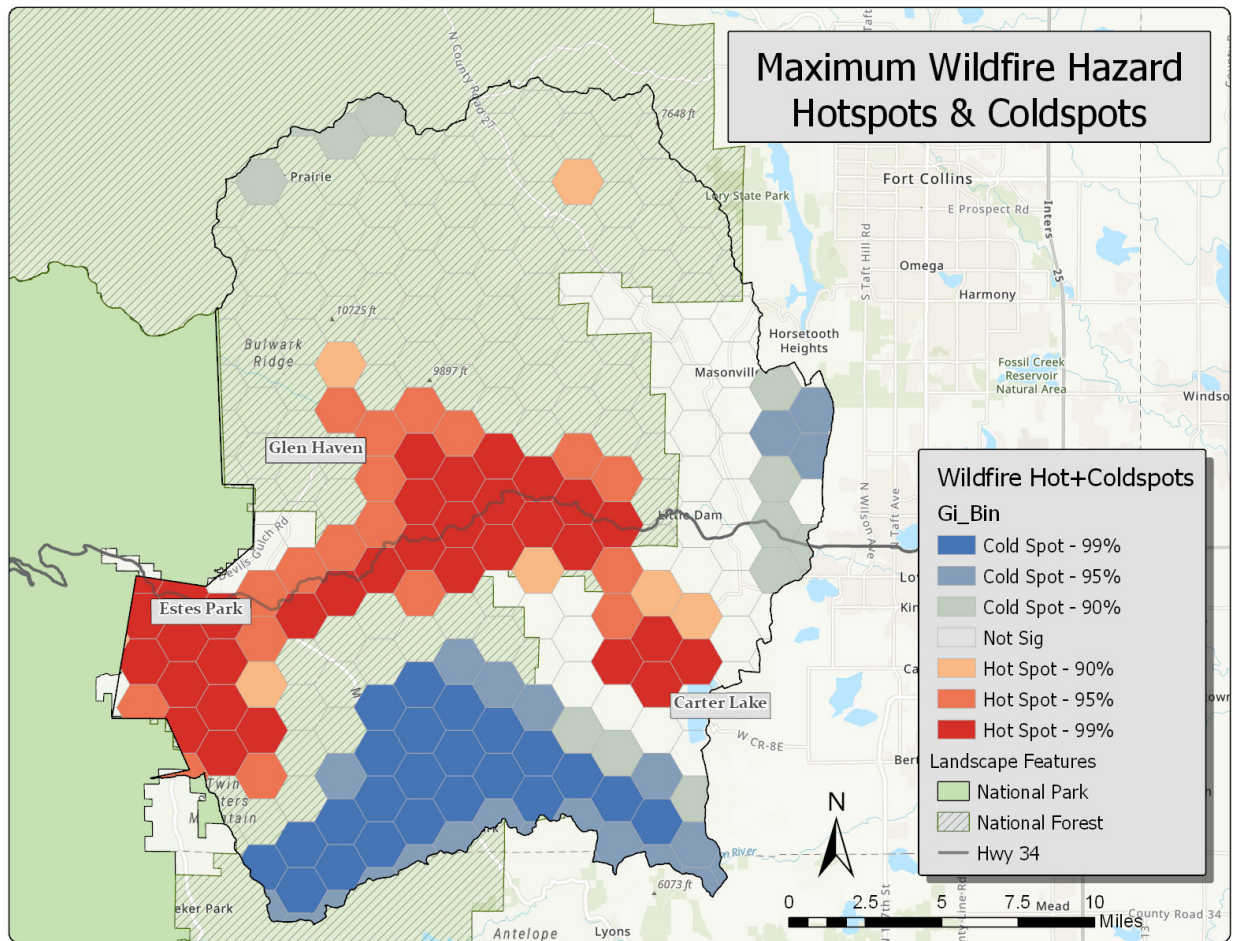 Maximum Wildfire Hazard
Hotspots & Coldspots
N County Road 27
7648 ft
Prairie
Lory State Park
Fort Collins
E Prospect Rd
Inters
25
S Taft Hill Rd
Omega
Harmony
10725 ft
Bulwark
Ridge
Horsetooth
Heights
9897 ft
Masonvill
Fossil Creek
Reservoir
Natural Area
Windso
Glen Haven
Little Dam
N Wilson Ave
N Taft Ave
Devils Gulch Rd
Estes Park
Carter Lake
W CR-8E
Wildfire Hot+Coldspots
Gi_Bin
Cold Spot - 99%
Cold Spot - 95%
Cold Spot - 90%
Not Sig
Hot Spot - 90%
Hot Spot - 95%
Hot Spot - 99%
Landscape Features
National Park
National Forest
Hwy 34
N
eker Park
6073 ft
Antelope
Lyons
0 2.5 5 7.5 10
Miles
Mead
County Road 34